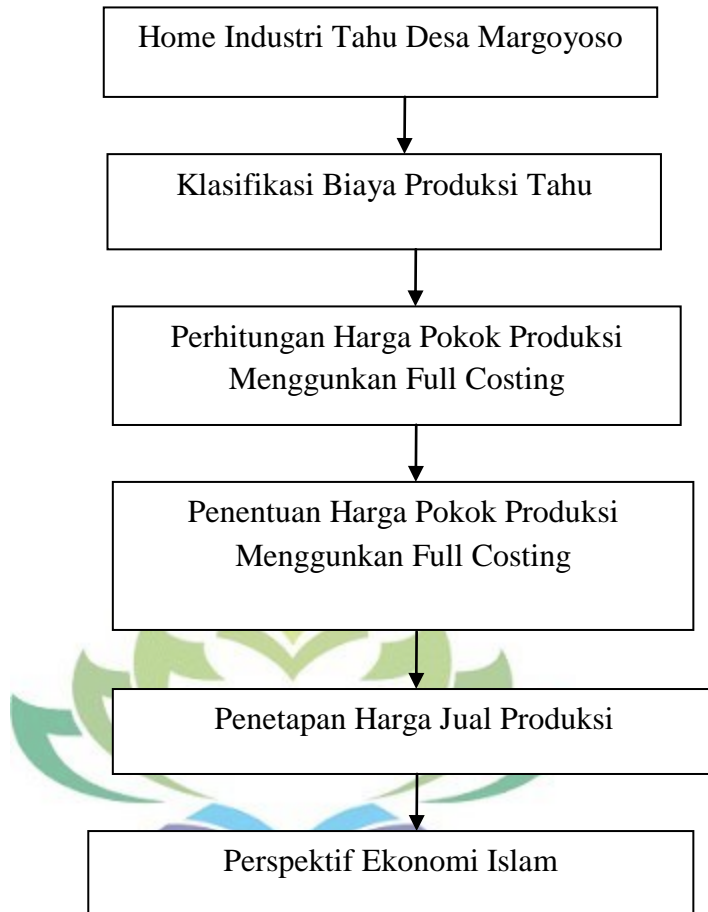 Home Industri Tahu Desa Margoyoso
Klasifikasi Biaya Produksi Tahu
Perhitungan Harga Pokok Produksi
Menggunkan Full Costing
Penentuan Harga Pokok Produksi
Menggunkan Full Costing
Penetapan Harga Jual Produksi
Perspektif Ekonomi Islam